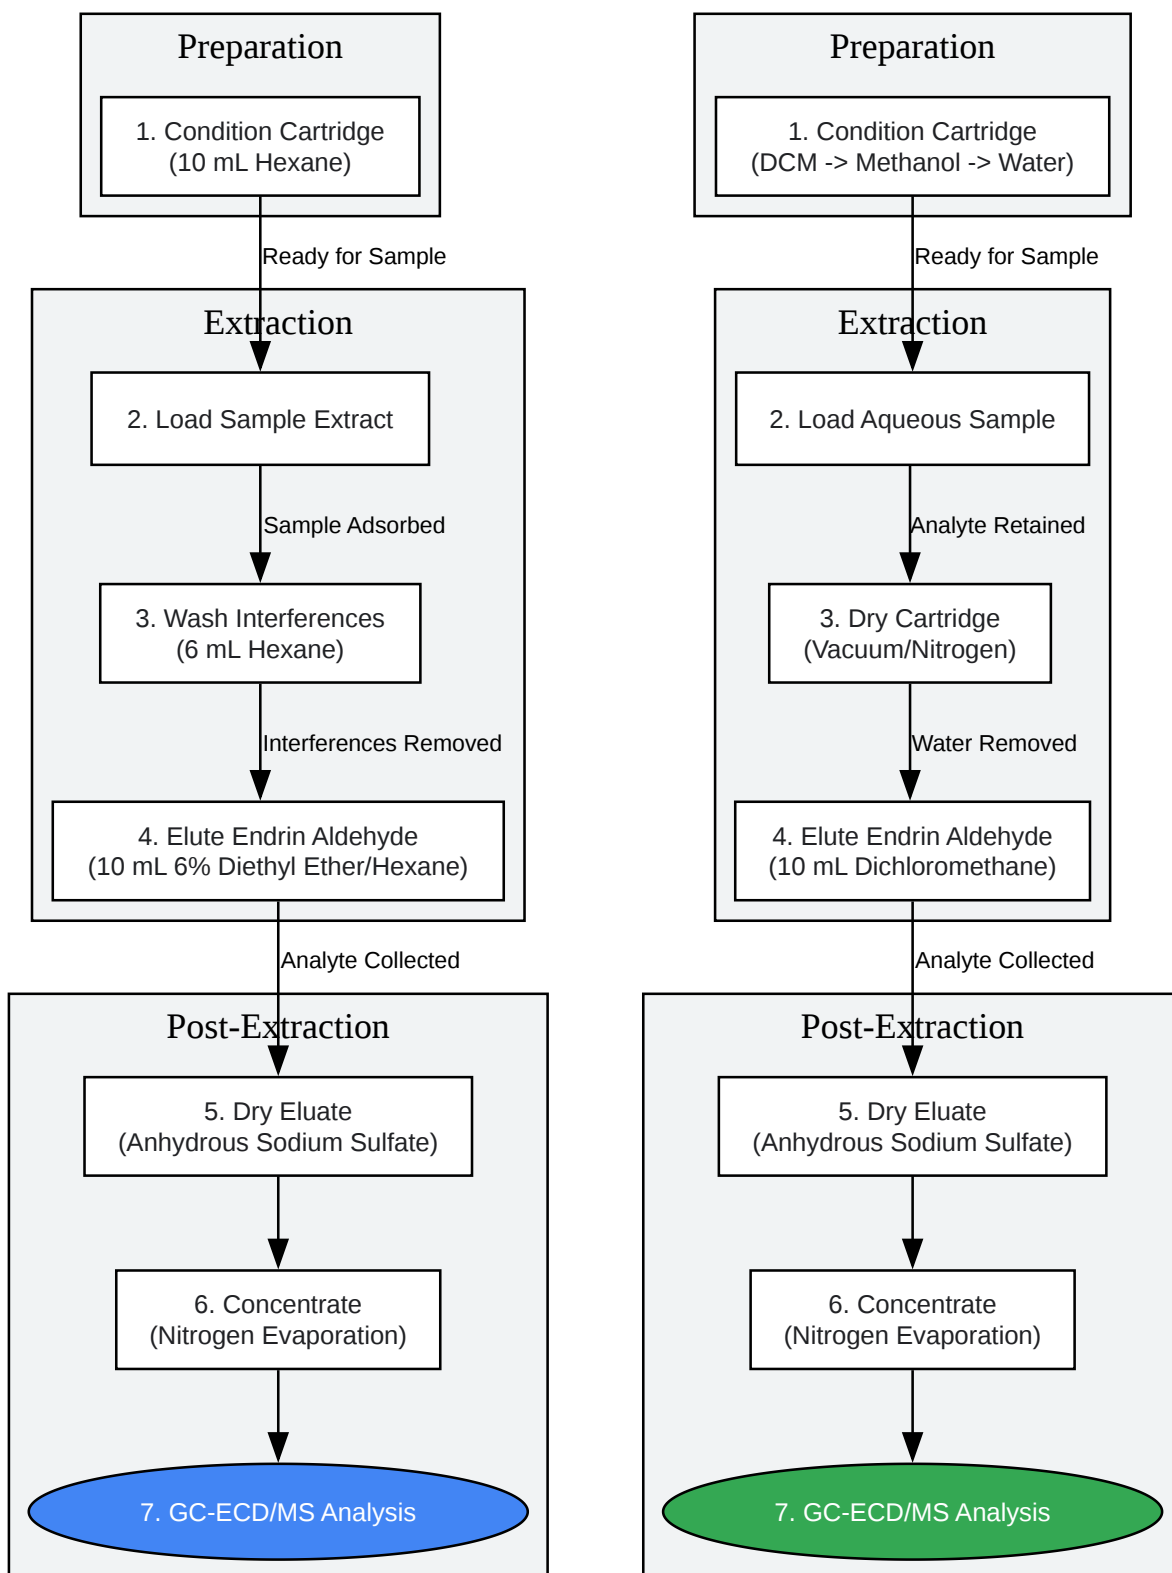 Preparation
1. Condition Cartridge
(10 mL Hexane)
Ready for Sample
Extraction
2. Load Sample Extract
Sample Adsorbed
3. Wash Interferences
(6 mL Hexane)
Interferences Removed
4. Elute Endrin Aldehyde
(10 mL 6% Diethyl Ether/Hexane)
Analyte Collected
Post-Extraction
5. Dry Eluate
(Anhydrous Sodium Sulfate)
6. Concentrate
(Nitrogen Evaporation)
7. GC-ECD/MS Analysis
Preparation
1. Condition Cartridge
(DCM -> Methanol -> Water)
Ready for Sample
Extraction
2. Load Aqueous Sample
Analyte Retained
3. Dry Cartridge
(Vacuum/Nitrogen)
Water Removed
4. Elute Endrin Aldehyde
(10 mL Dichloromethane)
Analyte Collected
Post-Extraction
5. Dry Eluate
(Anhydrous Sodium Sulfate)
6. Concentrate
(Nitrogen Evaporation)
7. GC-ECD/MS Analysis